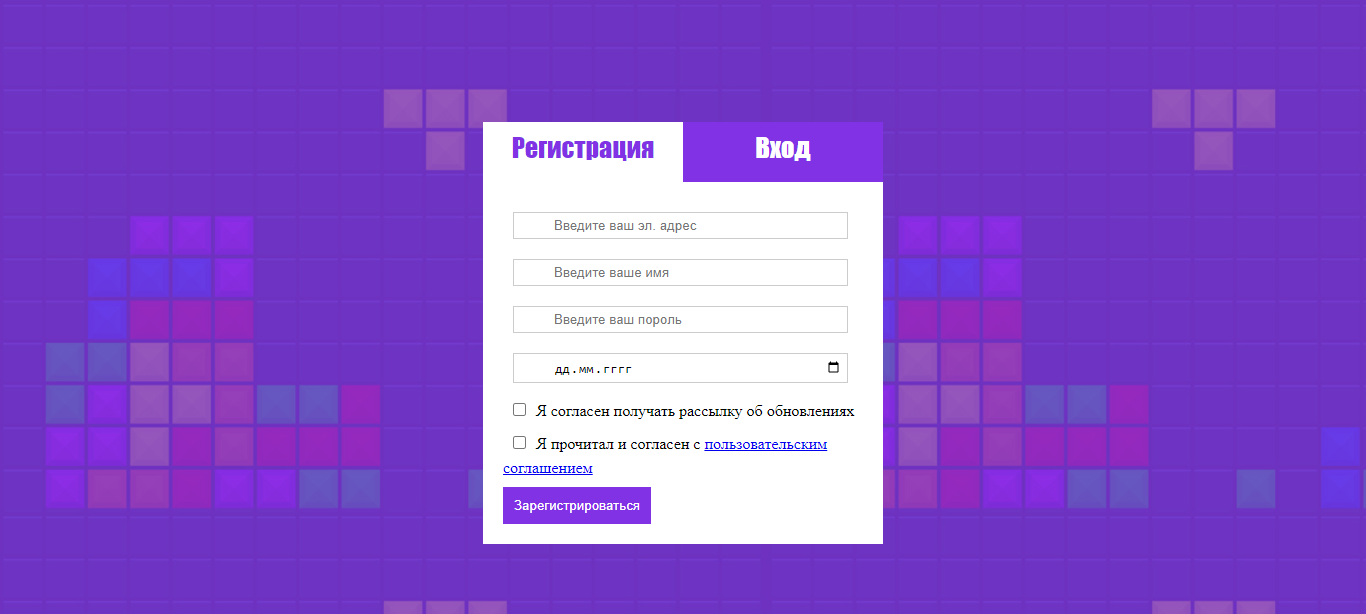 Регистрация Вход
Введите ваш эл. адрес
Введите ваше имя
Введите ваш пороль
дд.мм.гггг
Я согласен получать рассылку об обновлениях
Я прочитал и согласен с пользовательским
соглашением
Зарегистрироваться